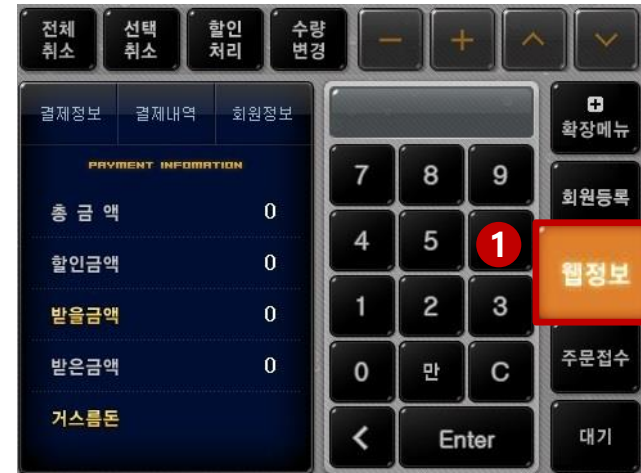 전체 취소
선택 취소
할인 처리
수량 변경
결제정보 결제내역 회원정보
PAYMENT INFOMATION
총 금 액 0
할인금액 0
받을금액 0
받은금액 0
거스름돈
7 8 9
4 5 1
1 2 3
0 만 C
Enter
확장메뉴
회원등록
웹정보
주문접수
대기